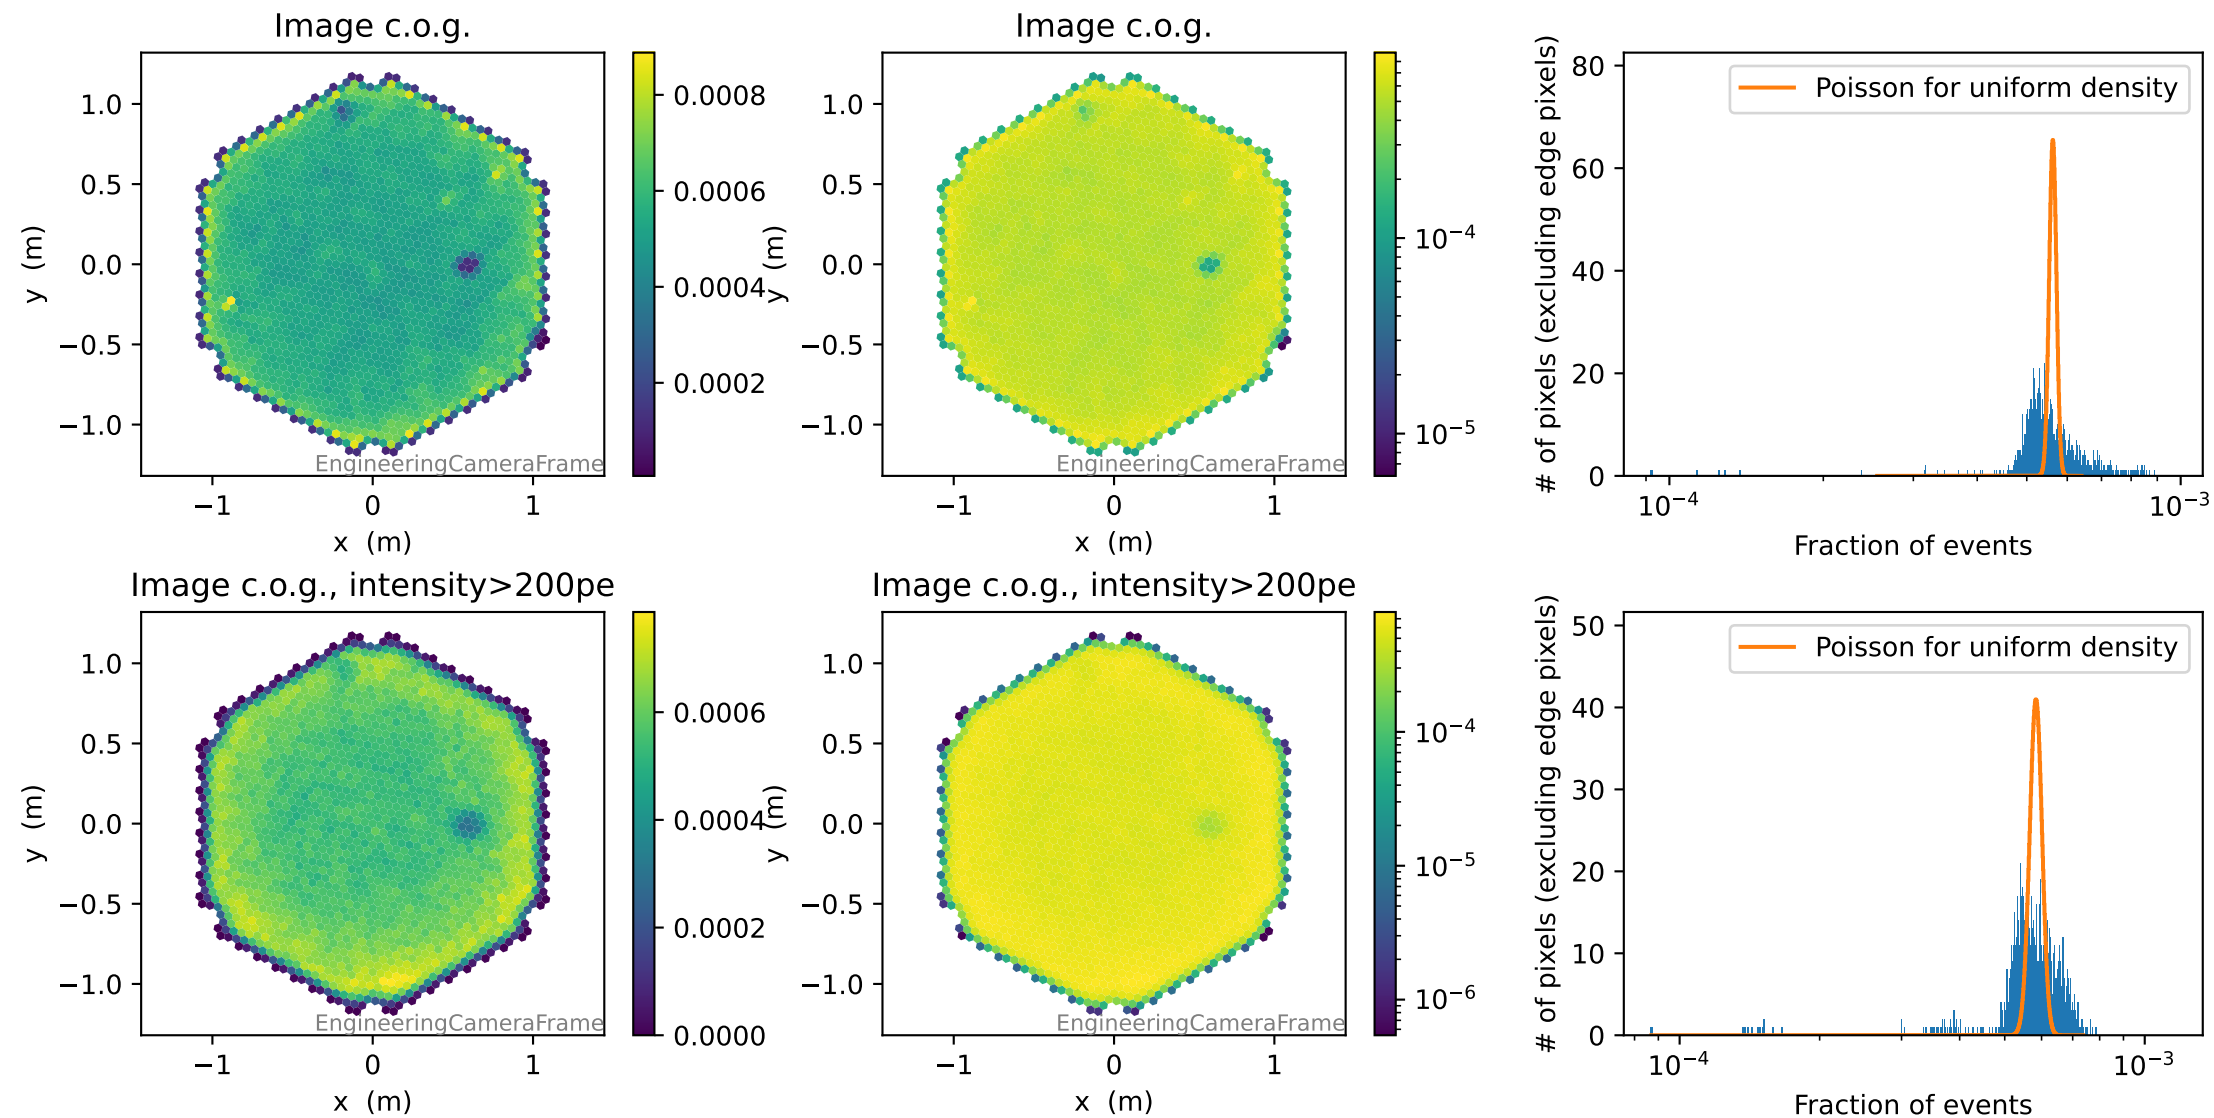 Image c.o.g.
1.0
0.5
0.0
−0.5
−1.0
y (m)
−1
0
1
x (m)
EngineeringCameraFrame
0.0008
0.0006
0.0004
0.0002
Image c.o.g.
1.0
0.5
0.0
−0.5
−1.0
y (m)
−1
0
1
x (m)
EngineeringCameraFrame
10⁻⁴
10⁻⁵
# of pixels (excluding edge pixels)
80
60
40
20
0
Poisson for uniform density
10⁻⁴
10⁻³
Fraction of events
Image c.o.g., intensity>200pe
1.0
0.5
0.0
−0.5
−1.0
y (m)
−1
0
1
x (m)
EngineeringCameraFrame
0.0006
0.0004
0.0002
0.0000
Image c.o.g., intensity>200pe
1.0
0.5
0.0
−0.5
−1.0
y (m)
−1
0
1
x (m)
EngineeringCameraFrame
10⁻⁴
10⁻⁵
10⁻⁶
# of pixels (excluding edge pixels)
50
40
30
20
10
0
Poisson for uniform density
10⁻⁴
10⁻³
Fraction of events